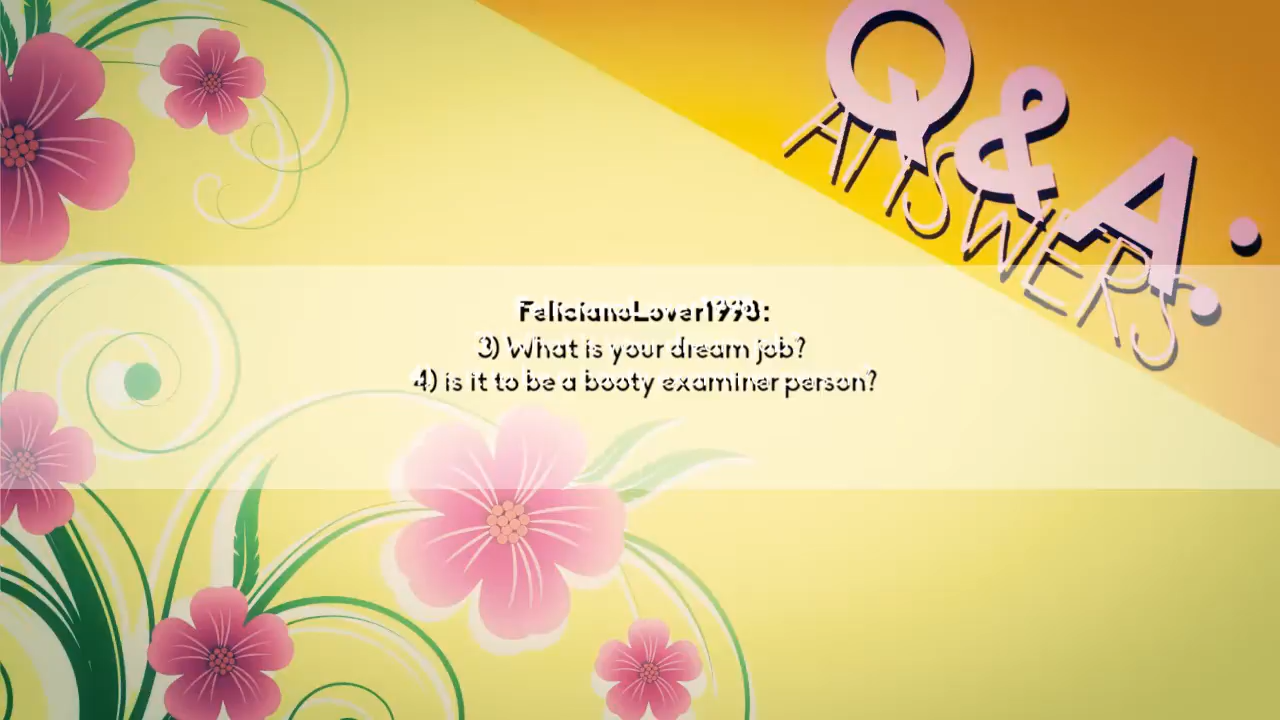 Q & A:
ANSWERS
FelicianoLover1998:
3) What is your dream job?
4) is it to be a booty examiner person?